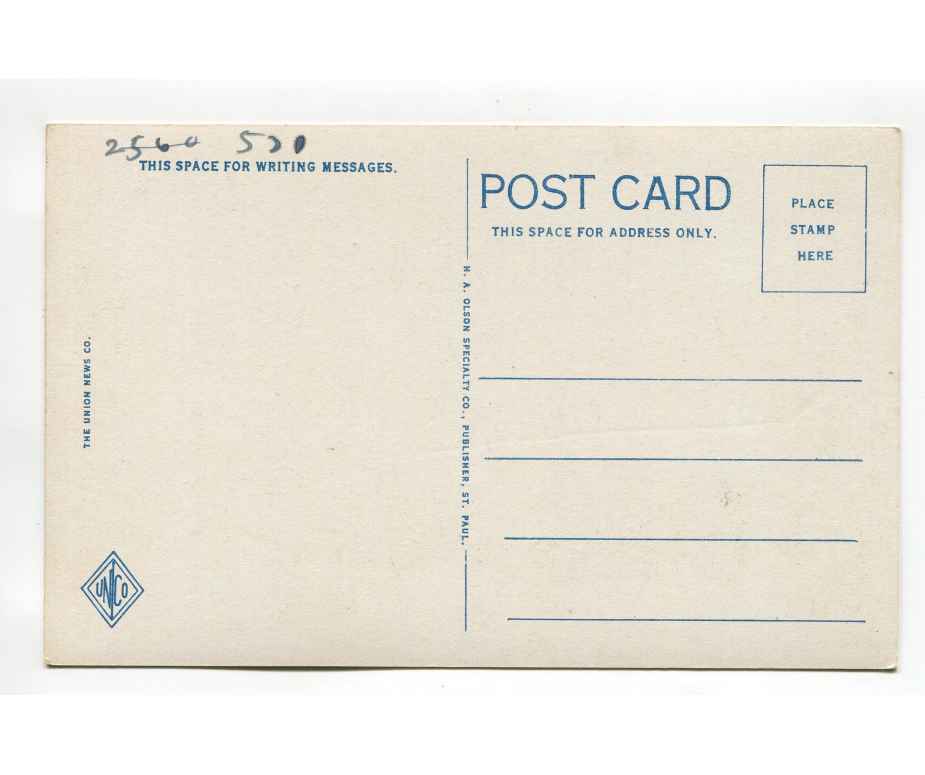 2560 530
THIS SPACE FOR WRITING MESSAGES.
THE UNION NEWS CO.
UNICO
H. A. OLSON SPECIALTY CO., PUBLISHER, ST. PAUL.
POST CARD
THIS SPACE FOR ADDRESS ONLY.
PLACE
STAMP
HERE